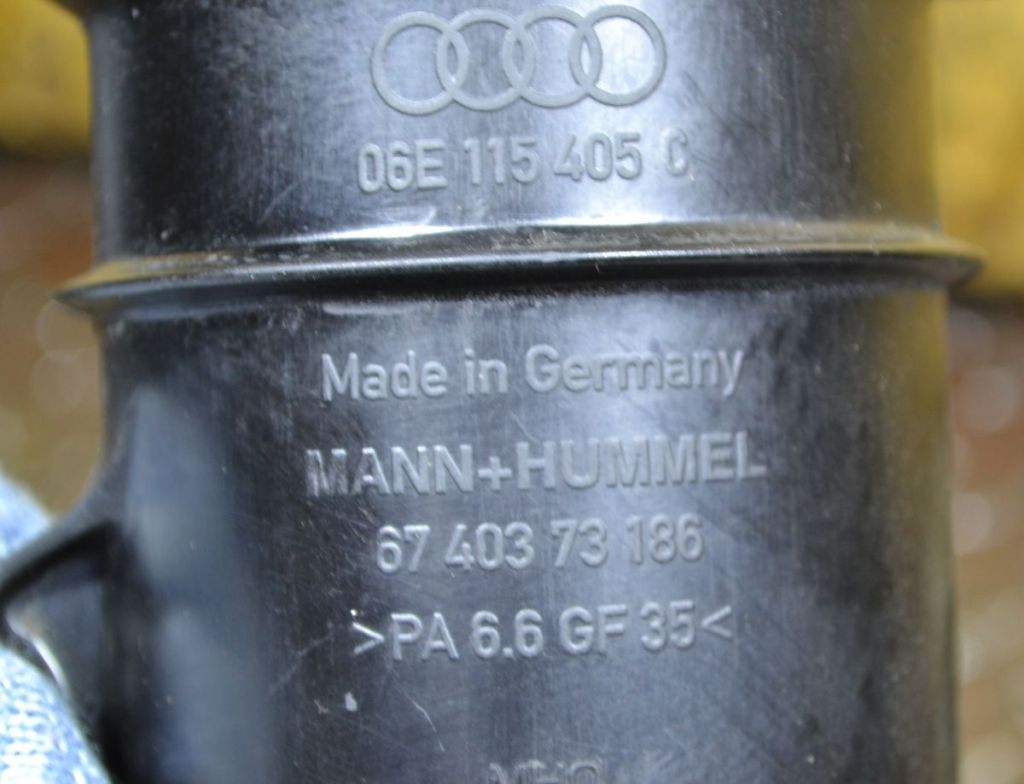 06E 115 405 C
Made in Germany
MANN+HUMMEL
67 403 73 186
>PA 6.6 GF 35<